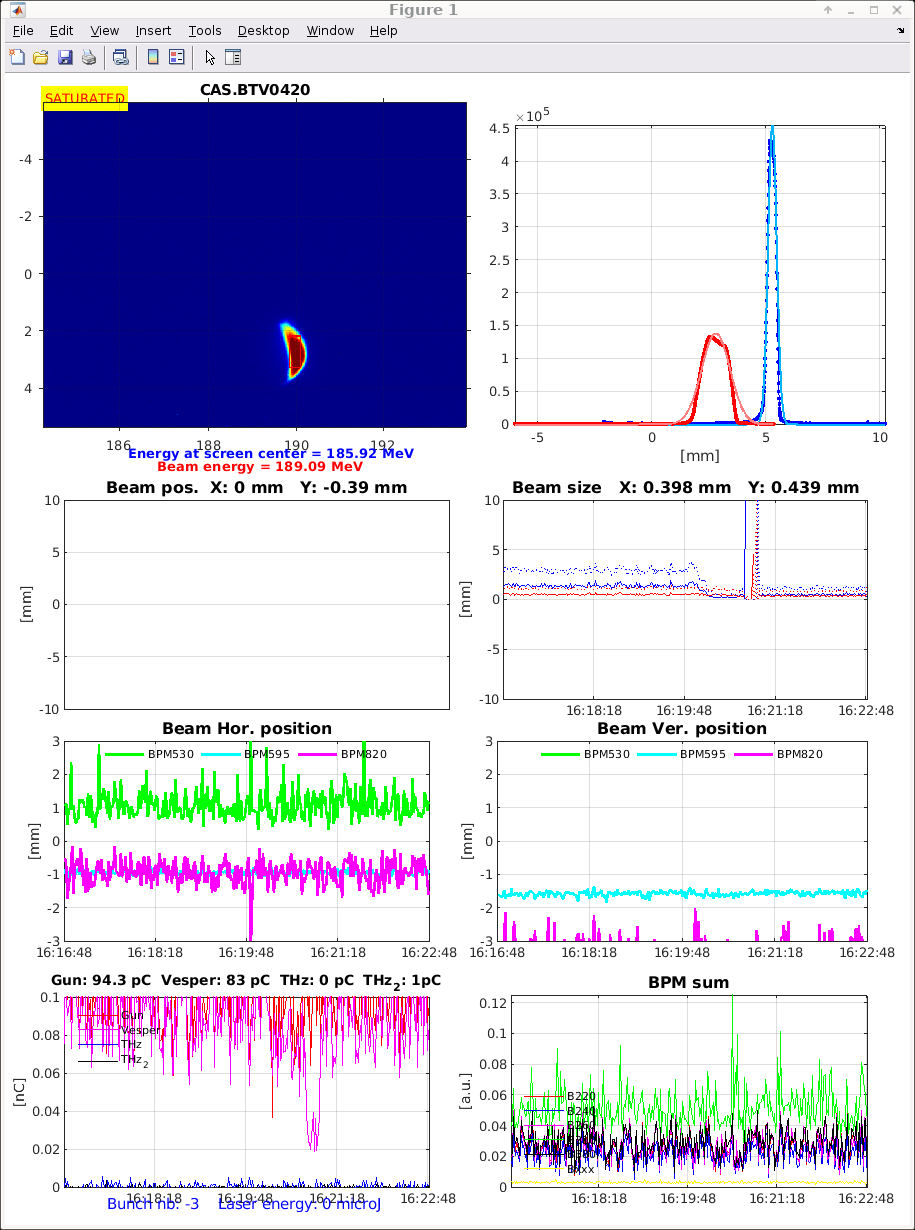 Figure 1
File Edit View Insert Tools Desktop Window Help
SATURATED
CAS.BTV0420
-4
-2
0
2
4
186 188 190 192
Energy at screen center = 185.92 MeV
Beam energy = 189.09 MeV
×10^5
4.5
4
3.5
3
2.5
2
1.5
1
0.5
0
-5 0 5 10
[mm]
Beam pos. X: 0 mm Y: -0.39 mm
10
5
0
-5
-10
[mm]
Beam size X: 0.398 mm Y: 0.439 mm
10
5
0
-5
-10
[mm]
16:18:18 16:19:48 16:21:18 16:22:48
Beam Hor. position
BPM530 BPM595 BPM820
3
2
1
0
-1
-2
-3
[mm]
16:16:48 16:18:18 16:19:48 16:21:18 16:22:48
Beam Ver. position
BPM530 BPM595 BPM820
3
2
1
0
-1
-2
-3
[mm]
16:16:48 16:18:18 16:19:48 16:21:18 16:22:48
Gun: 94.3 pC Vesper: 83 pC THz: 0 pC THz2: 1pC
0.1
0.08
0.06
0.04
0.02
0
[nC]
Gun
Vesper
THz
THz2
16:18:18 16:19:48 16:21:18 16:22:48
Bunch nb: -3 Laser energy: 0 microJ
BPM sum
0.12
0.1
0.08
0.06
0.04
0.02
0
[a.u.]
B220
B240
16:18:18 16:19:48 16:21:18 16:22:48